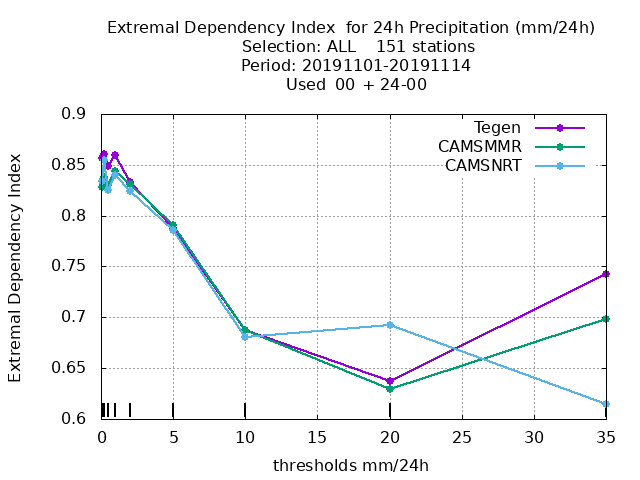 Extremal Dependency Index  for 24h Precipitation (mm/24h)
Selection: ALL    151 stations
Period: 20191101-20191114
Used  00 + 24-00
Extremal Dependency Index
0.9
0.85
0.8
0.75
0.7
0.65
0.6
Tegen
CAMSMMR
CAMSNRT
0 5 10 15 20 25 30 35
thresholds mm/24h